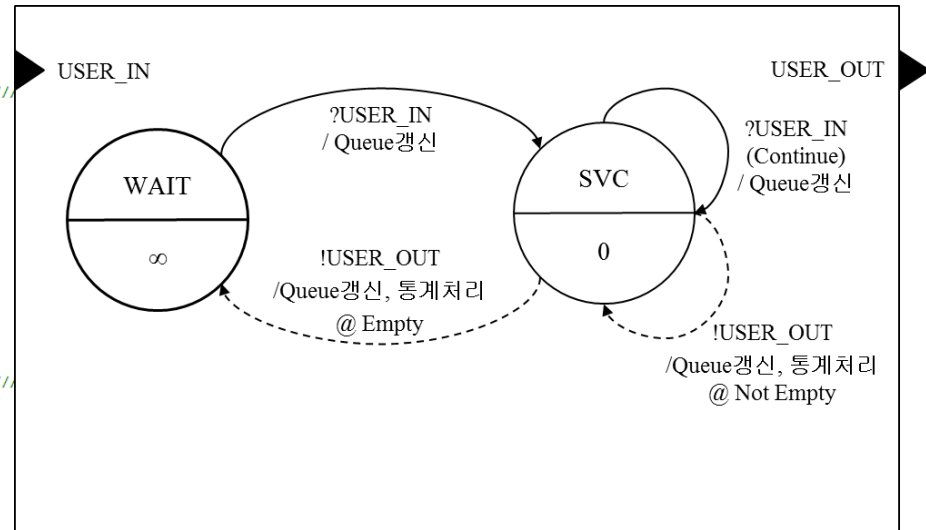 USER_IN
USER_OUT
?USER_IN
/ Queue갱신
?USER_IN
(Continue)
/ Queue갱신
WAIT
∞
SVC
0
!USER_OUT
/Queue갱신, 통계처리
@ Empty
!USER_OUT
/Queue갱신, 통계처리
@ Not Empty